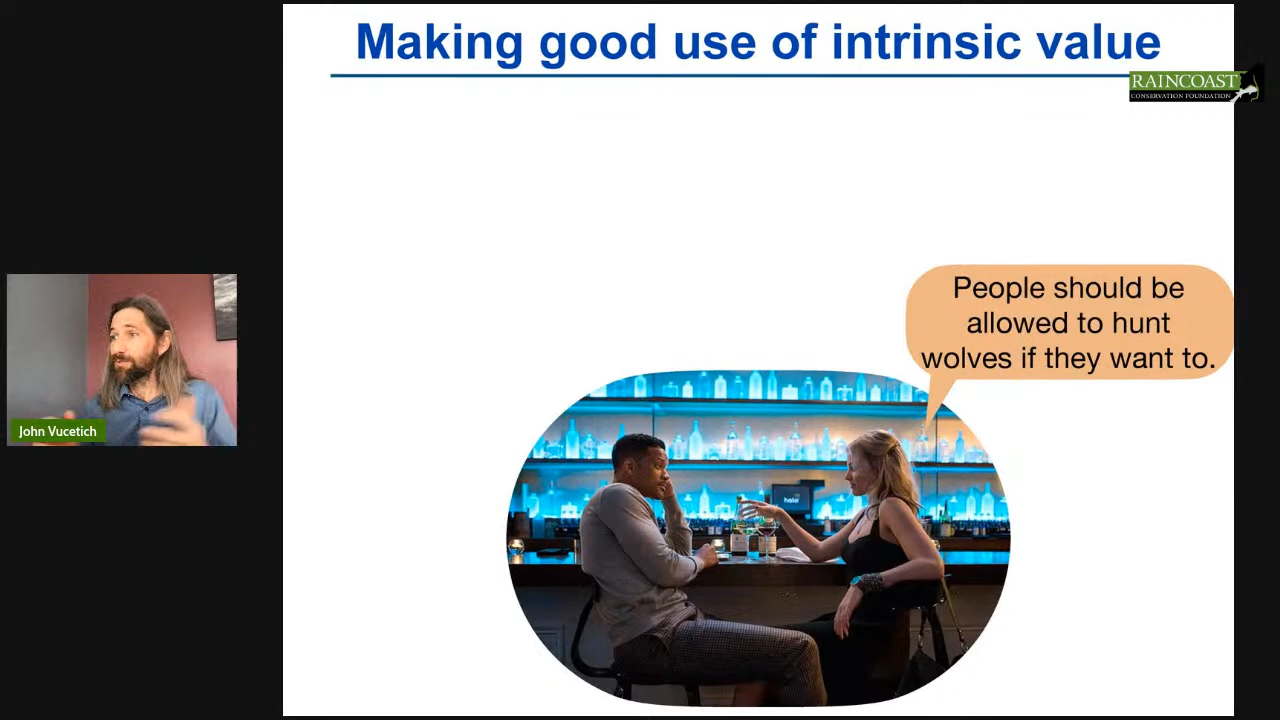 Making good use of intrinsic value
RAINCOAST
CONSERVATION FOUNDATION
People should be
allowed to hunt
wolves if they want to.
John Vucetich
halo